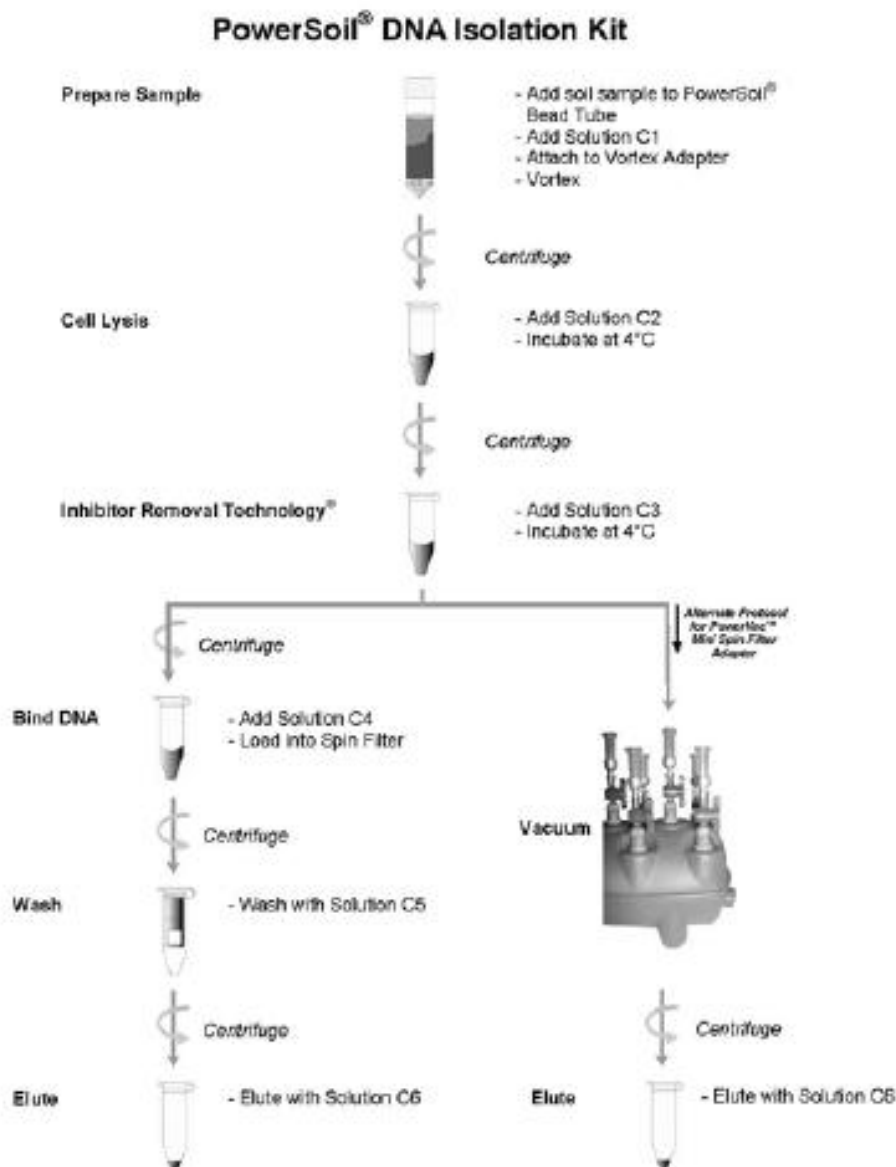 PowerSoil® DNA Isolation Kit
Prepare Sample
- Add soil sample to PowerSoil®
Bead Tube
- Add Solution C1
- Attach to Vortex Adapter
- Vortex
Centrifuge
Cell Lysis
- Add Solution C2
- Incubate at 4°C
Centrifuge
Inhibitor Removal Technology®
- Add Solution C3
- Incubate at 4°C
Alternate Protocol
for PowerVac™
Mini Spin Filter
Adapter
Centrifuge
Bind DNA
- Add Solution C4
- Load into Spin Filter
Vacuum
Centrifuge
Wash
- Wash with Solution C5
Centrifuge
Centrifuge
Elute
- Elute with Solution C6
Elute
- Elute with Solution C6